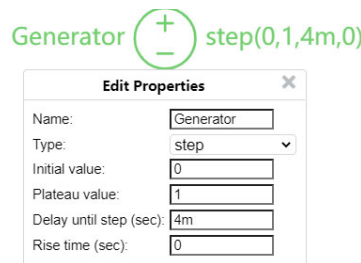 Generator + − step(0,1,4m,0)
Edit Properties ×
Name: Generator
Type: step
Initial value: 0
Plateau value: 1
Delay until step (sec): 4m
Rise time (sec): 0